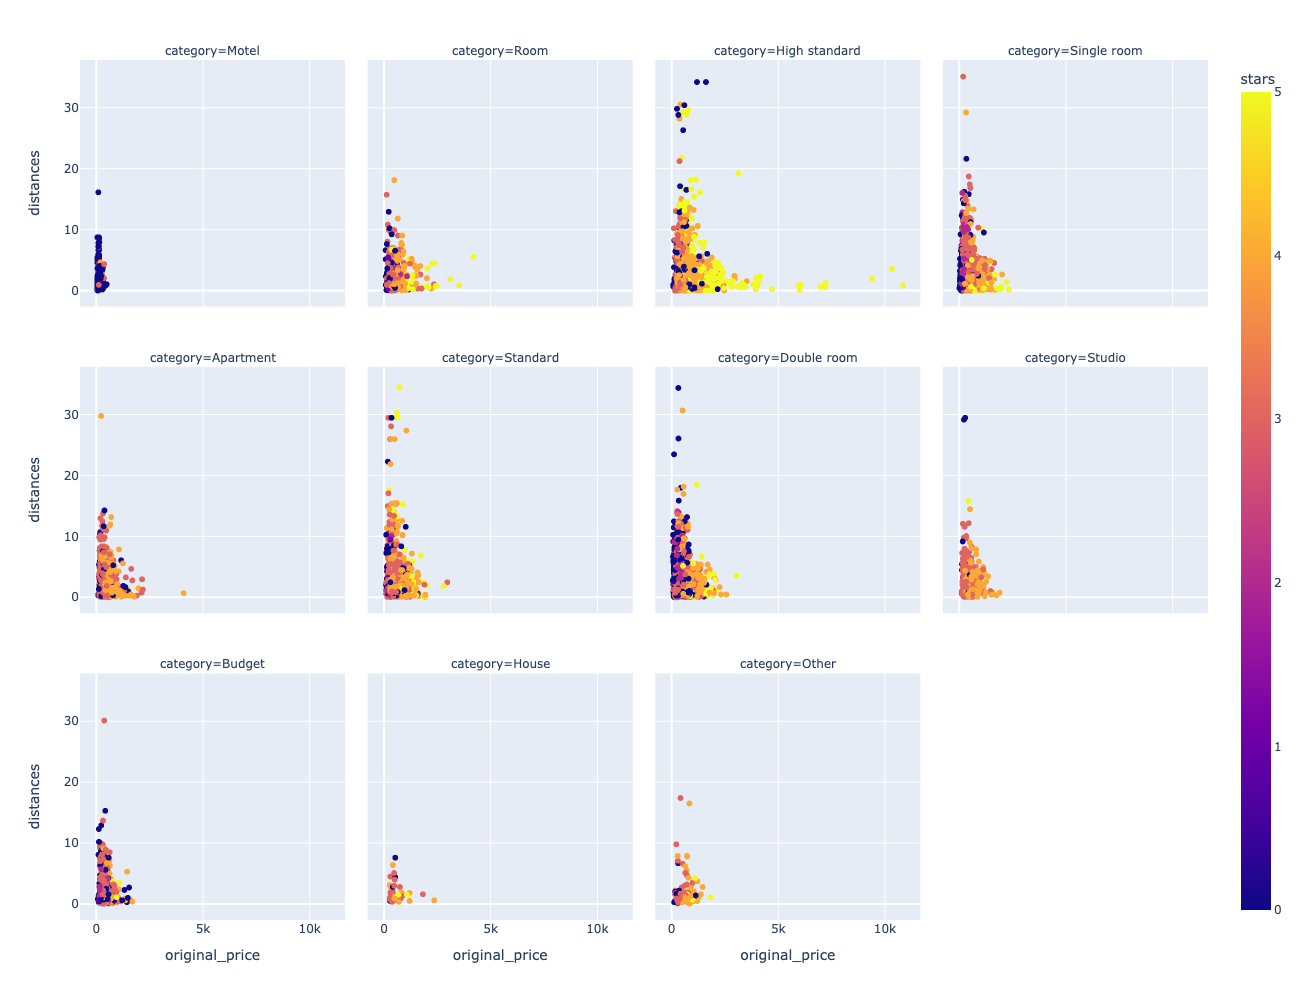 category=Motel category=Room category=High standard category=Single room
stars
5
30
20
10
0
distances
4
category=Apartment category=Standard category=Double room category=Studio
3
30
20
10
0
distances
2
category=Budget category=House category=Other
1
30
20
10
0
distances
0
0 5k 10k 0 5k 10k 0 5k 10k
original_price original_price original_price